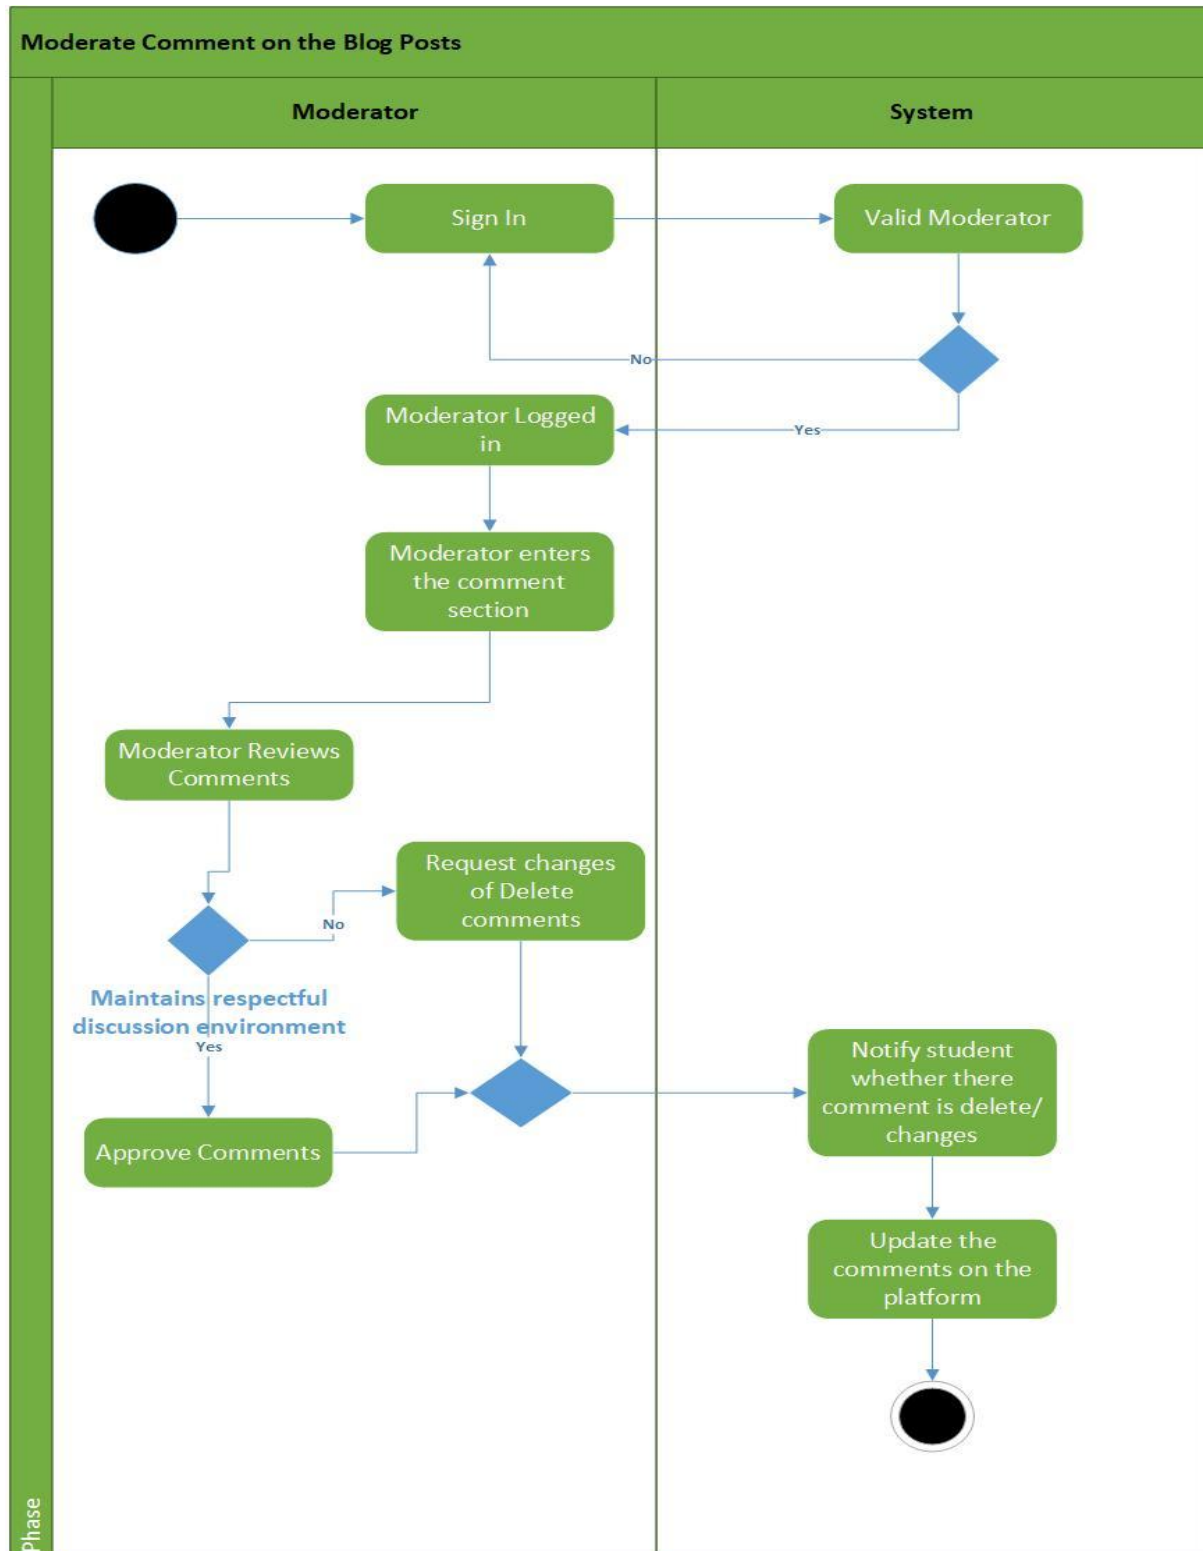 Moderate Comment on the Blog Posts
Moderator
System
Sign In
Valid Moderator
No
Moderator Logged
in
Yes
Moderator enters
the comment
section
Moderator Reviews
Comments
Request changes
of Delete
comments
No
Maintains respectful
discussion environment
Yes
Approve Comments
Notify student
whether there
comment is delete/
changes
Update the
comments on the
platform
Phase